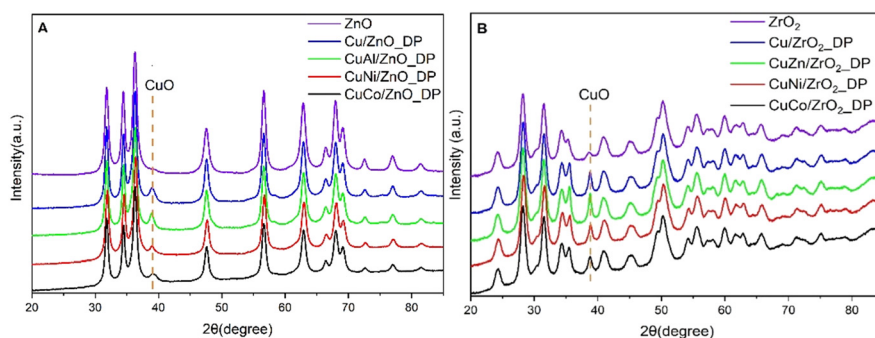 A
ZnO
Cu/ZnO_DP
CuAl/ZnO_DP
CuNi/ZnO_DP
CuCo/ZnO_DP
CuO
Intensity(a.u.)
20 30 40 50 60 70 80
2θ(degree)
B
ZrO₂
Cu/ZrO₂_DP
CuZn/ZrO₂_DP
CuNi/ZrO₂_DP
CuCo/ZrO₂_DP
CuO
Intensity (a.u.)
20 30 40 50 60 70 80
2θ(degree)